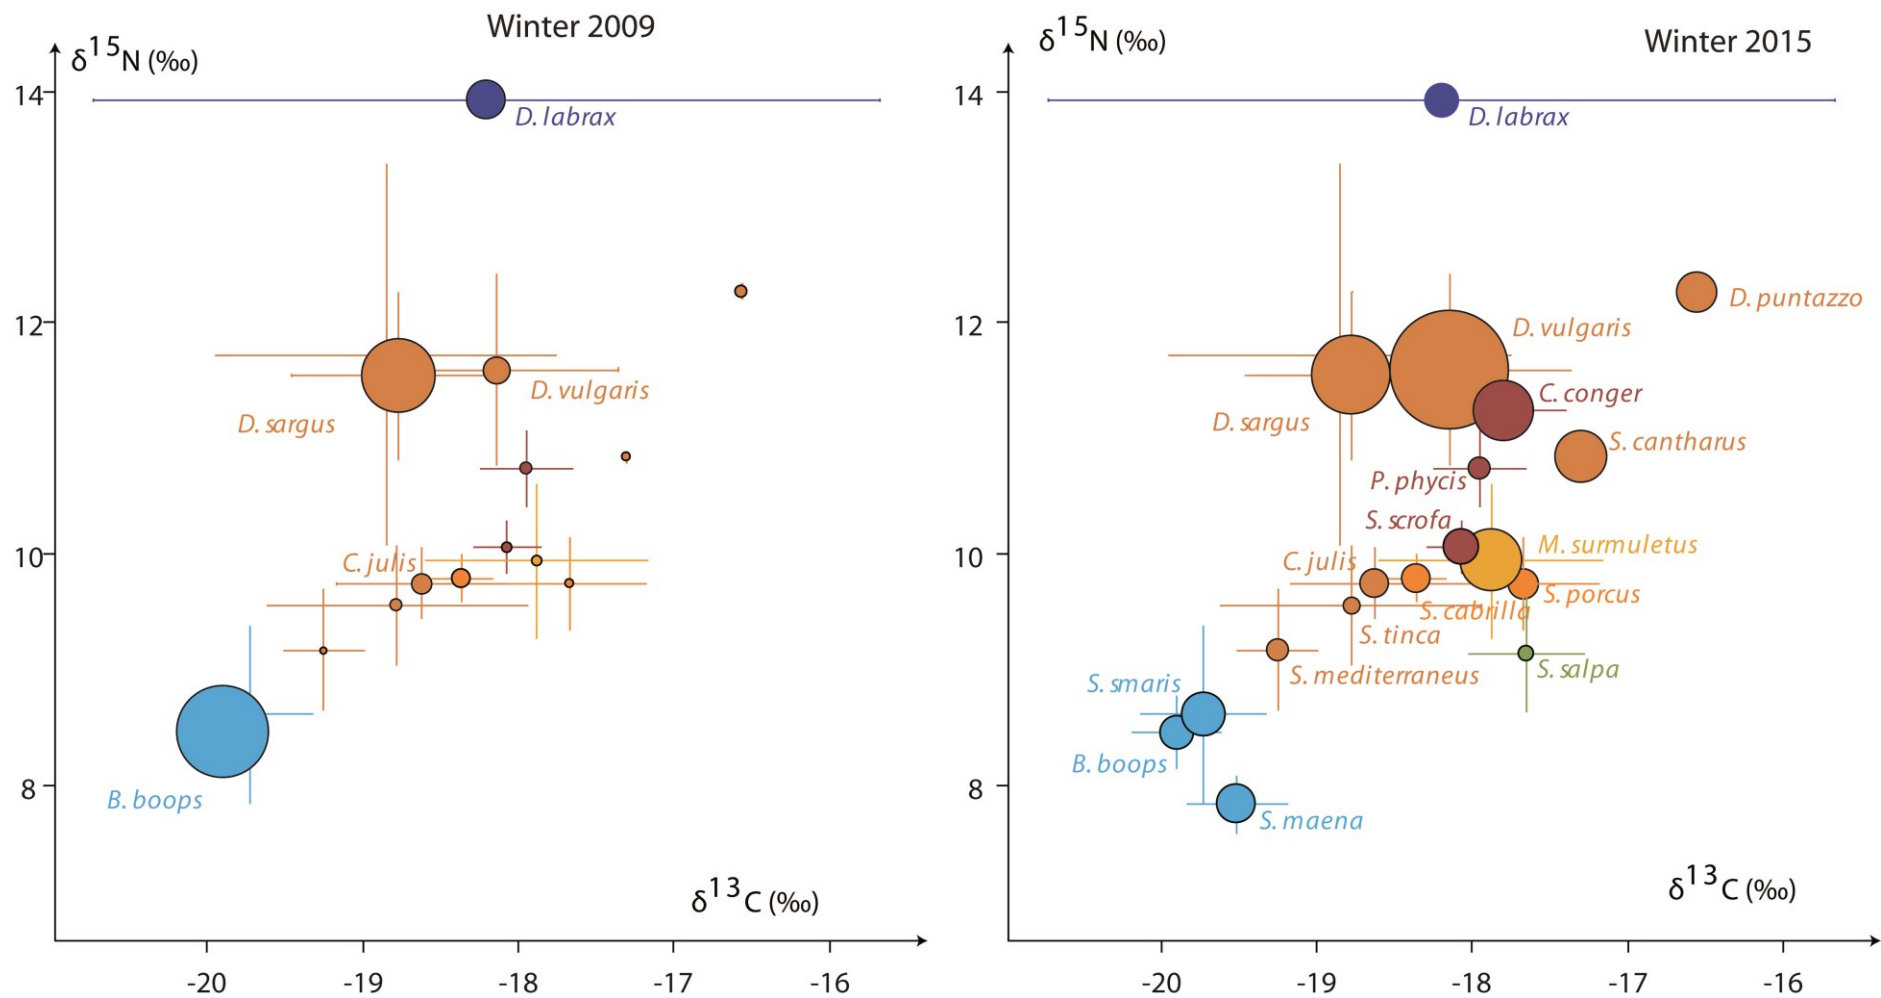 Winter 2009
δ15N (‰)
14
D. labrax
12
D. vulgaris
D. sargus
10
C. julis
8
B. boops
δ13C (‰)
-20 -19 -18 -17 -16
Winter 2015
δ15N (‰)
14
D. labrax
D. puntazzo
12
D. vulgaris
C. conger
D. sargus
S. cantharus
P. phycis
S. scrofa
10
M. surmuletus
C. julis
S. porcus
S. cabrilla
S. tinca
S. salpa
S. mediterraneus
S. smaris
B. boops
8
S. maena
δ13C (‰)
-20 -19 -18 -17 -16